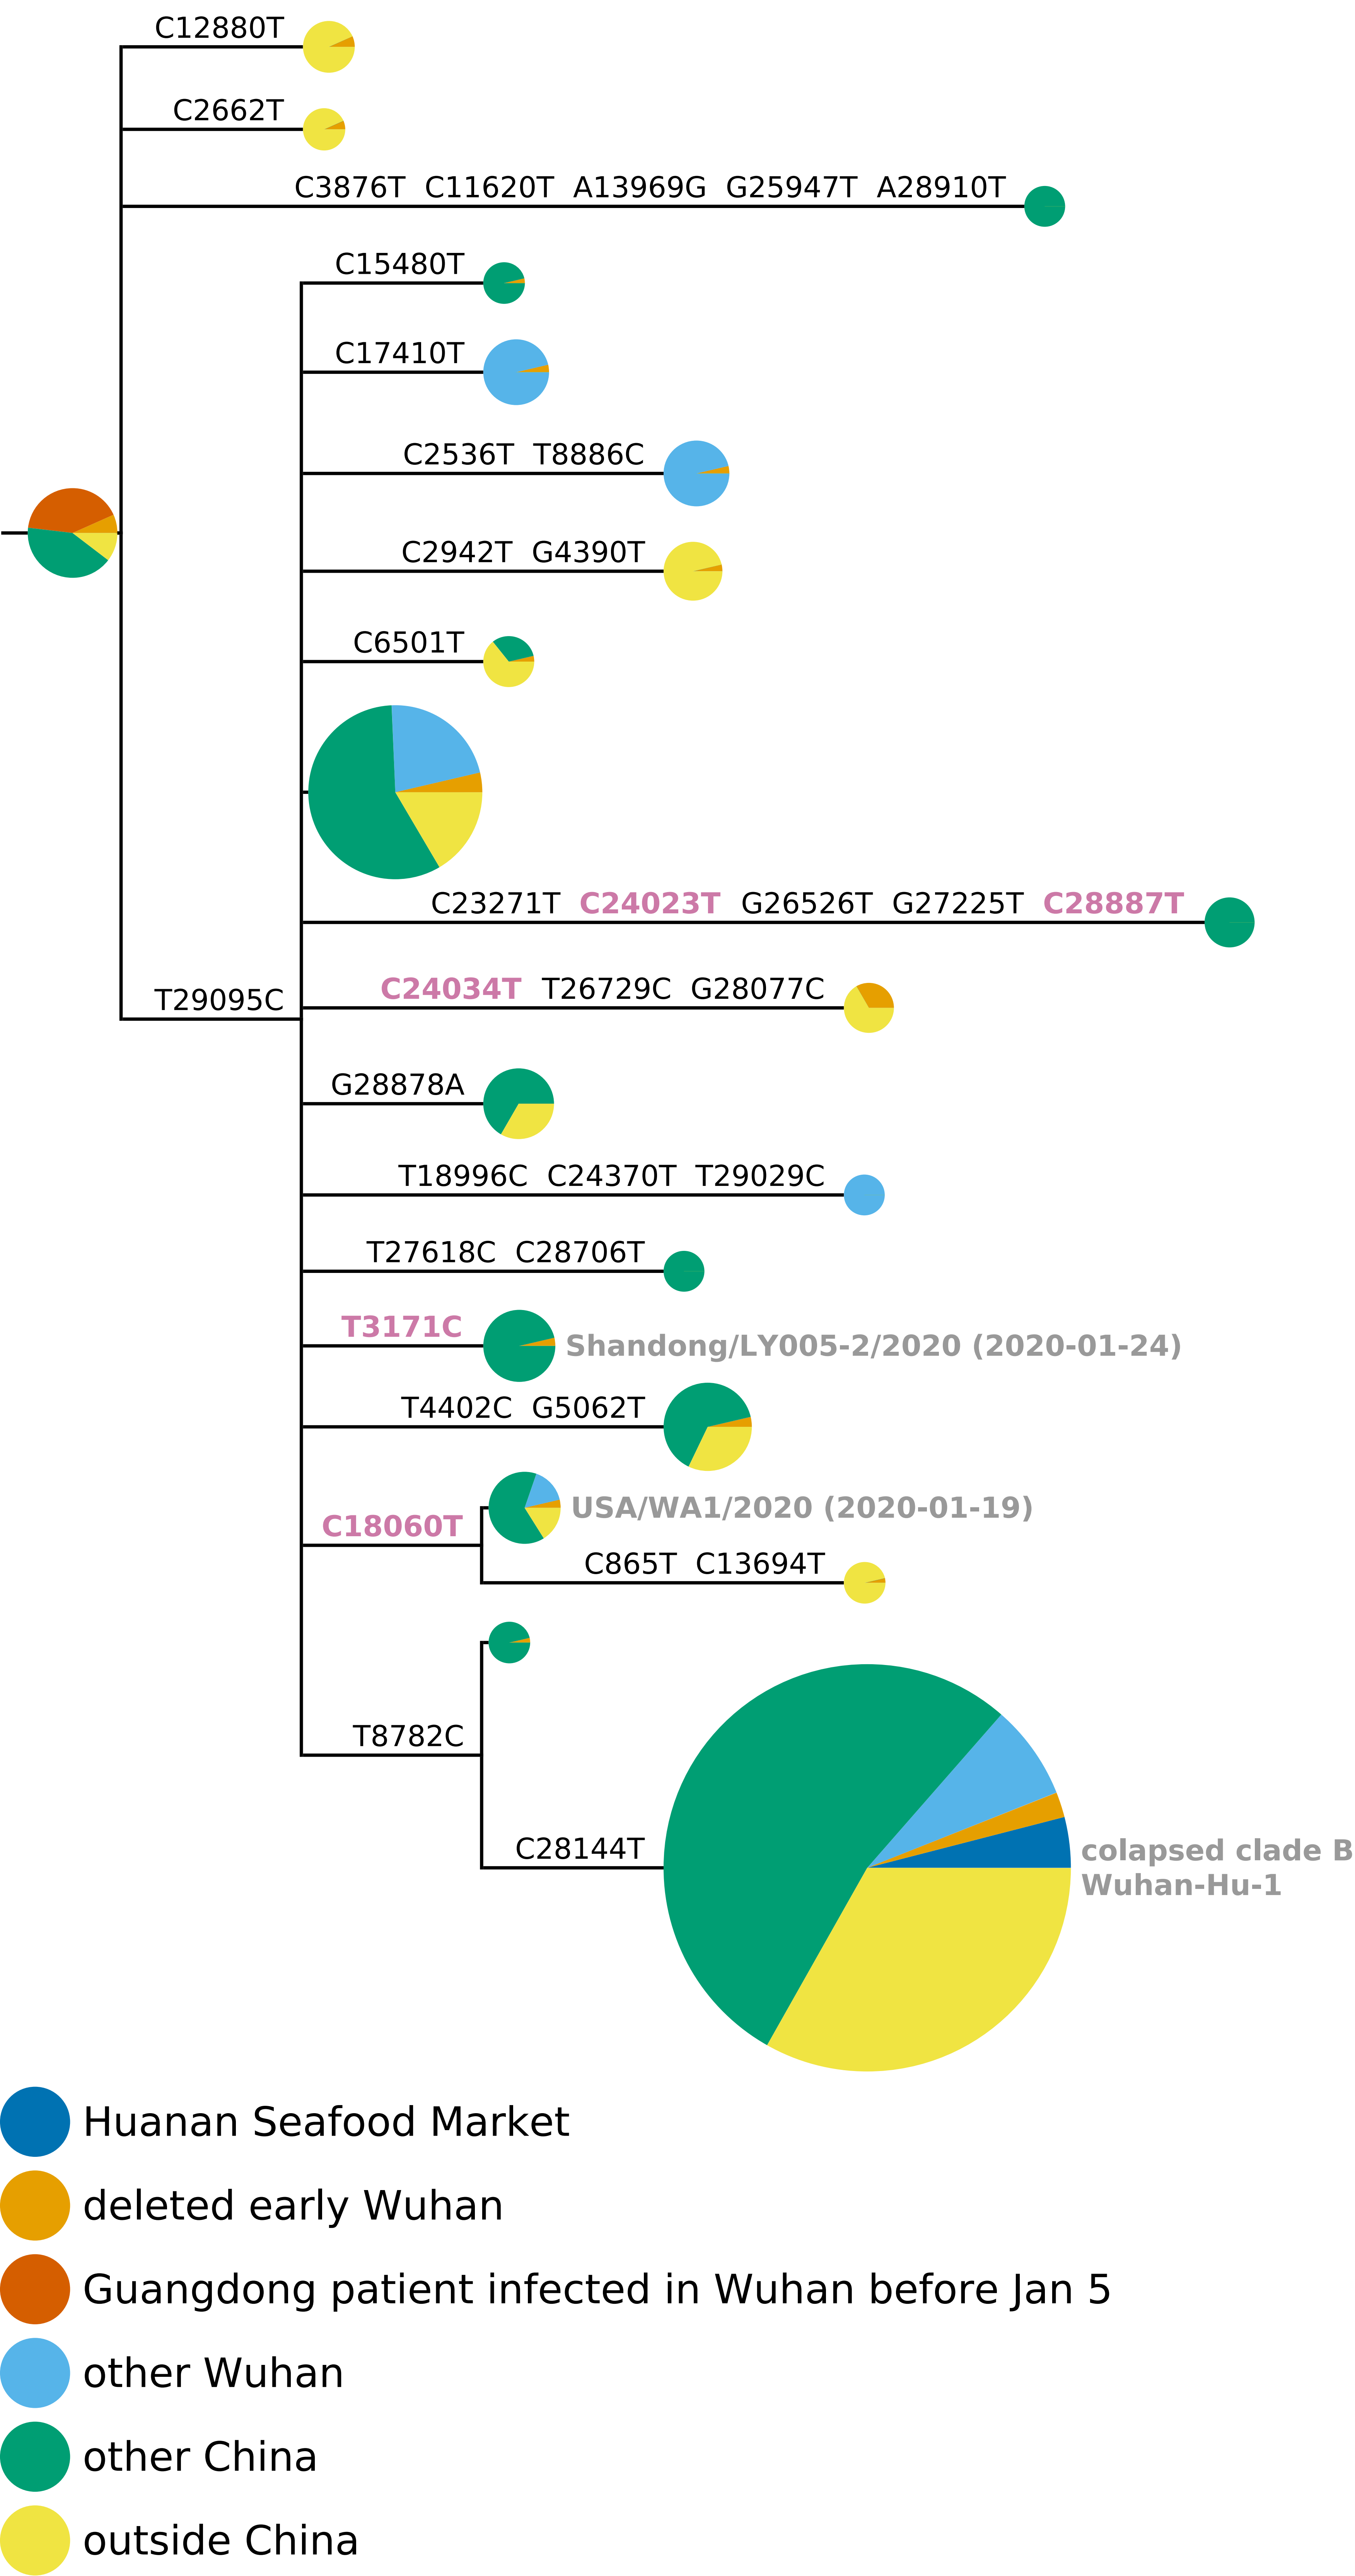 C12880T
C2662T
C3876T C11620T A13969G G25947T A28910T
C15480T
C17410T
C2536T T8886C
C2942T G4390T
C6501T
C23271T C24023T G26526T G27225T C28887T
C24034T T26729C G28077C
T29095C
G28878A
T18996C C24370T T29029C
T27618C C28706T
T3171C
Shandong/LY005-2/2020 (2020-01-24)
T4402C G5062T
USA/WA1/2020 (2020-01-19)
C18060T
C865T C13694T
T8782C
C28144T
colapsed clade B
Wuhan-Hu-1
Huanan Seafood Market
deleted early Wuhan
Guangdong patient infected in Wuhan before Jan 5
other Wuhan
other China
outside China